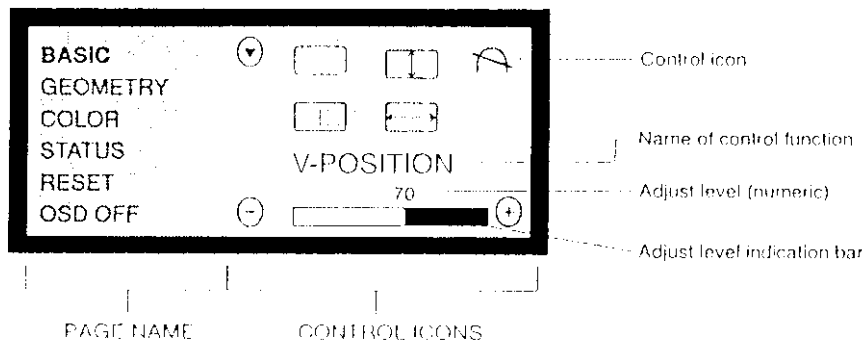 BASIC
GEOMETRY
COLOR
STATUS
RESET
OSD OFF
V-POSITION
70
Control icon
Name of control function
Adjust level (numeric)
Adjust level indication bar
PAGE NAME
CONTROL ICONS